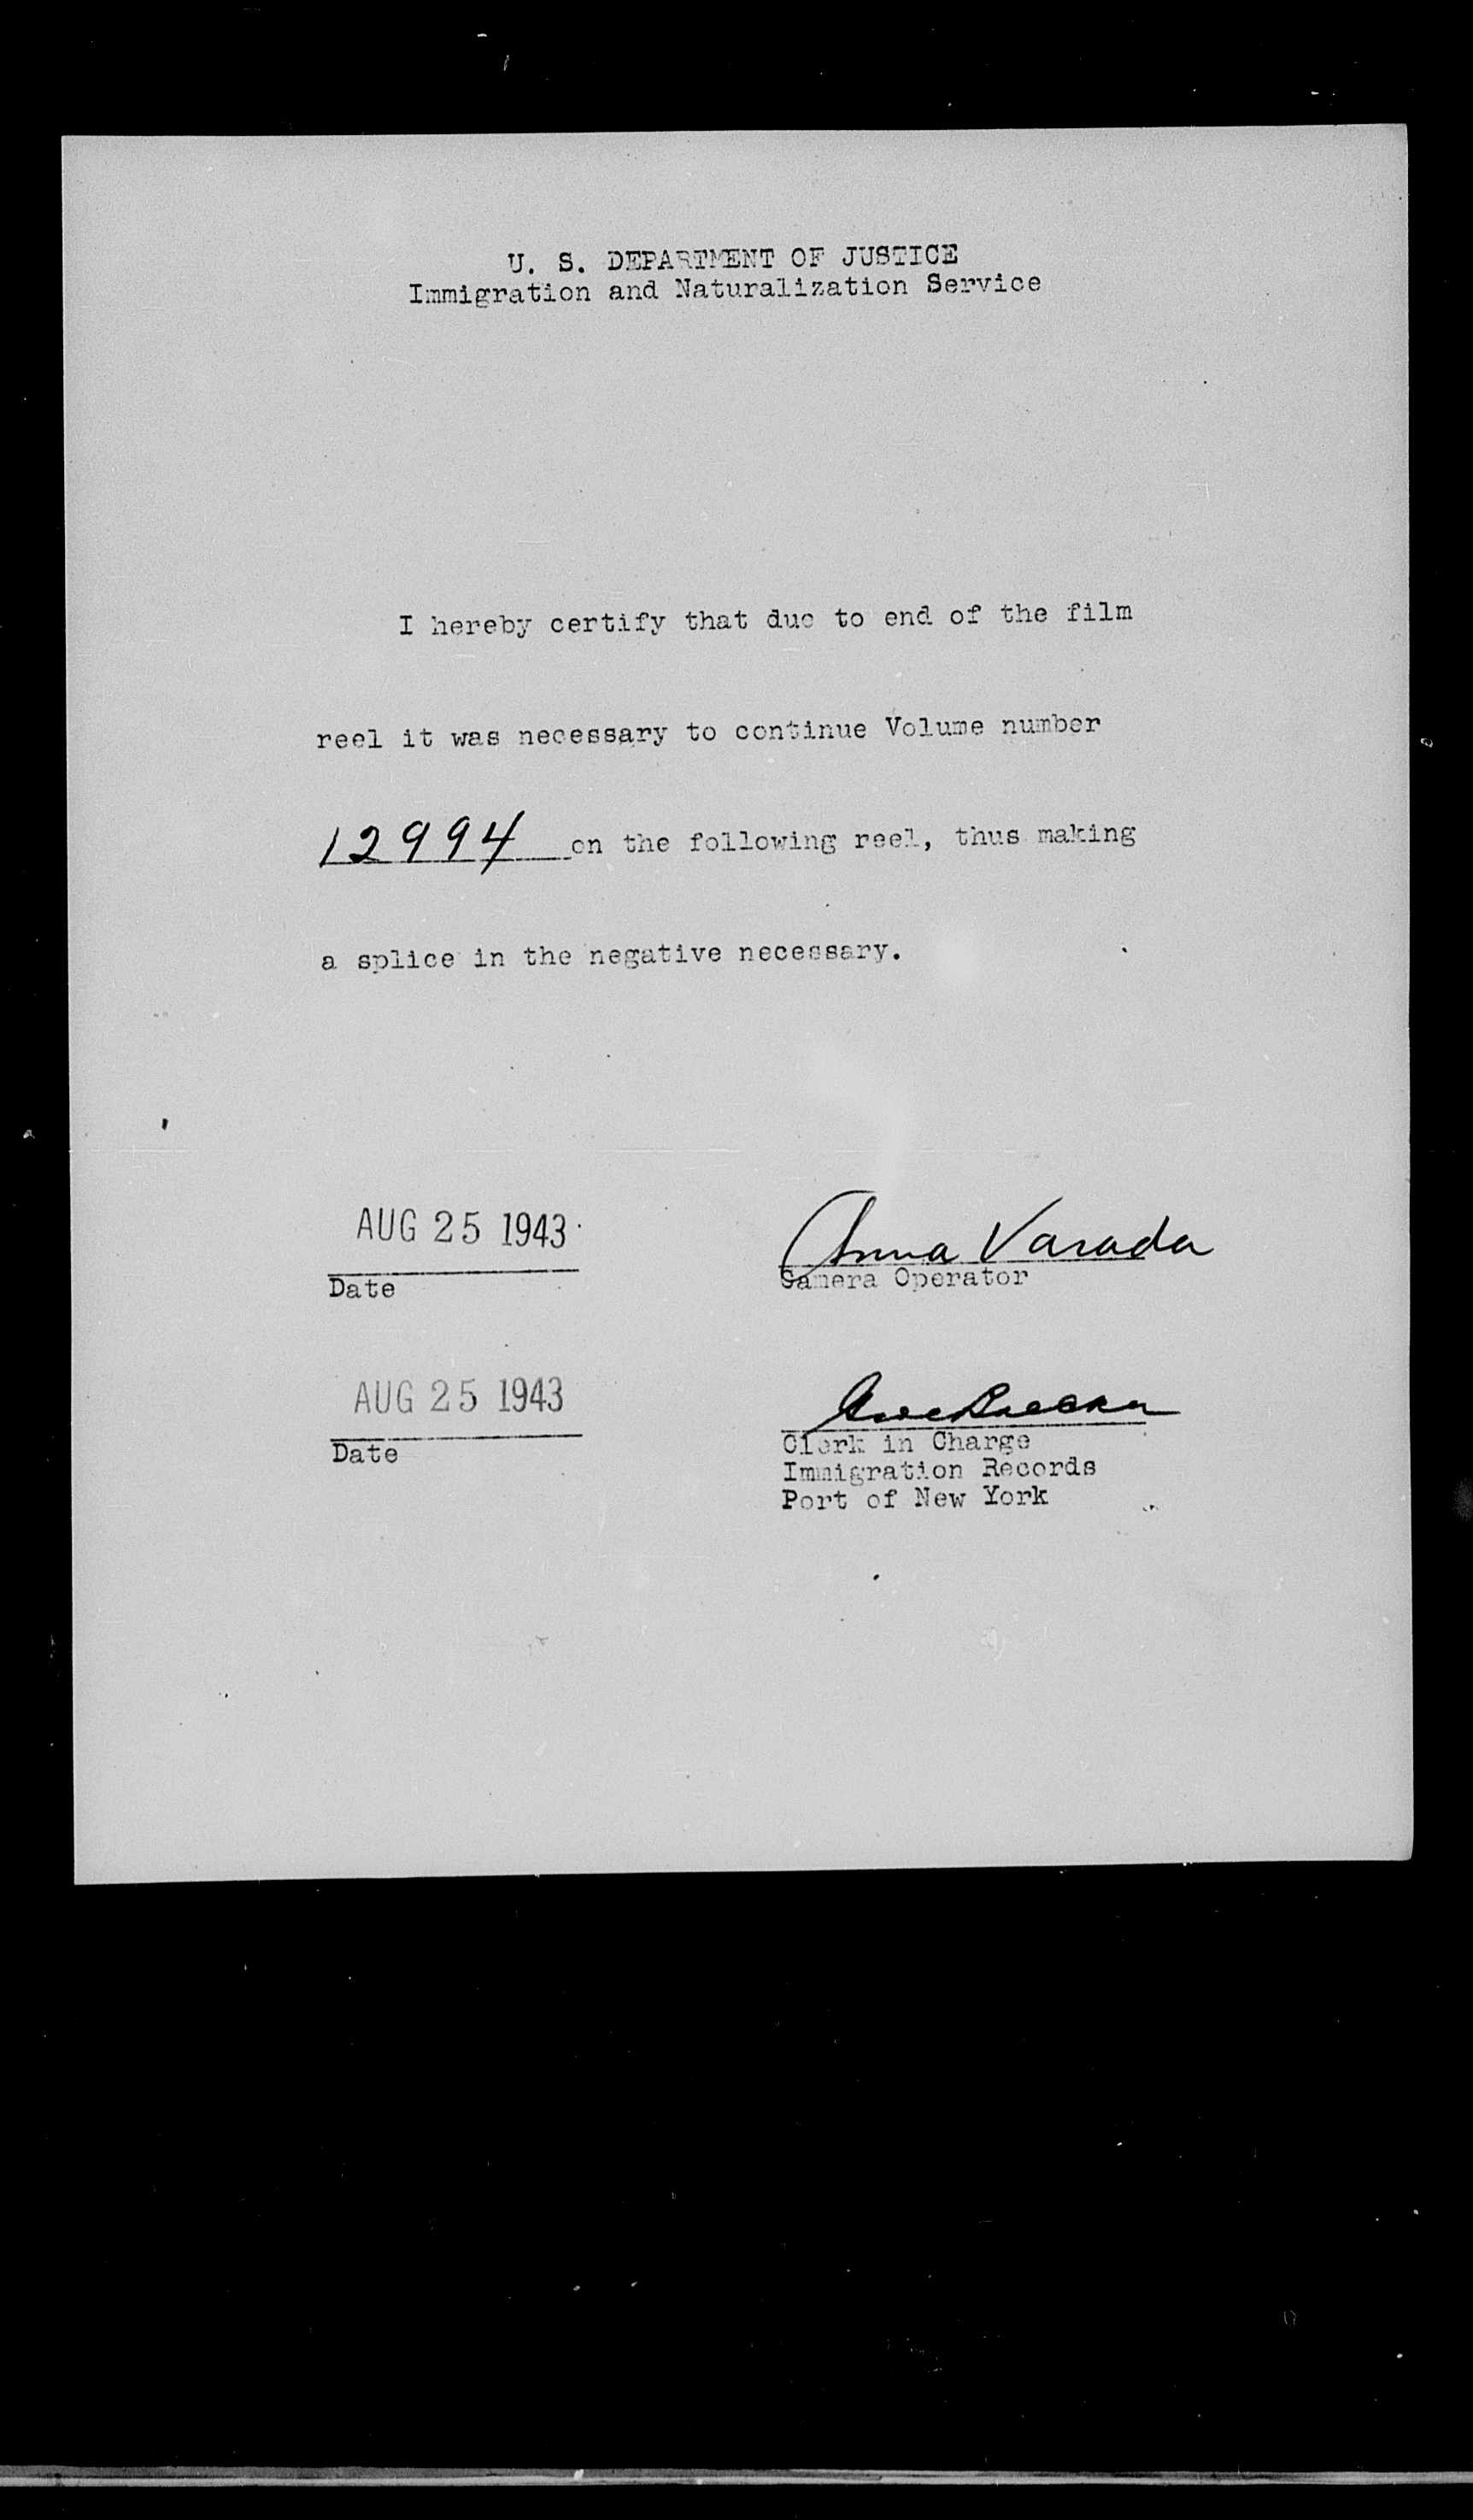 U. S. DEPARTMENT OF JUSTICE
Immigration and Naturalization Service
I hereby certify that due to end of the film
reel it was necessary to continue Volume number
12994 on the following reel, thus making
a splice in the negative necessary.
AUG 25 1943
Anna Varada
Date
Camera Operator
AUG 25 1943
Date
Clerk in Charge
Immigration Records
Port of New York